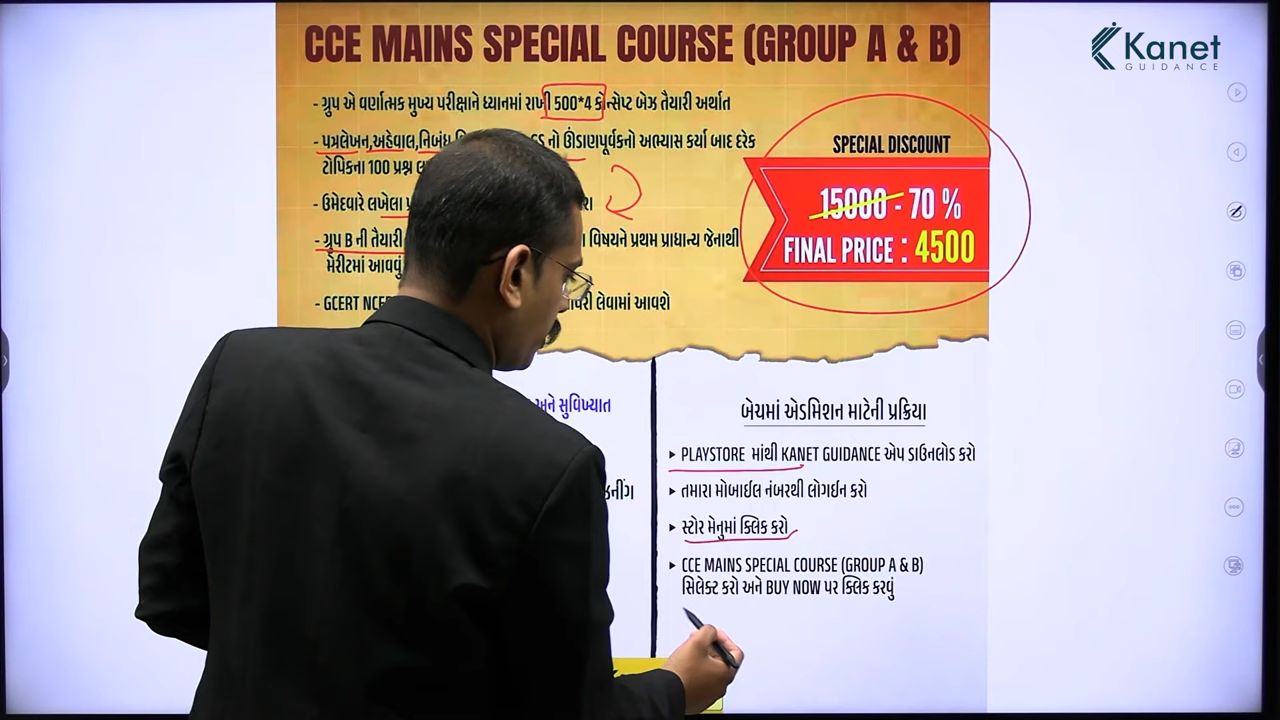 CCE MAINS SPECIAL COURSE (GROUP A & B)
Kanet
GUIDANCE
- ગ્રુપ એ વર્ણાત્મક મુખ્ય પરીક્ષાને ધ્યાનમાં રાખી 500*4 કોન્સેપ્ટ બેઝ તૈયારી અર્થાત
- પત્રલેખન,અહેવાલ,નિબંધ નો ઊંડાણપૂર્વકનો અભ્યાસ કર્યા બાદ દરેક
ટોપિકના 100 પ્રશ્ન
- ઉમેદવારે લખેલા
- ગ્રુપ B ની તૈયારી વિષયને પ્રથમ પ્રાધાન્ય જેનાથી
મેરીટમાં આવવું
- GCERT લેવામાં આવશે
SPECIAL DISCOUNT
15000 - 70 %
FINAL PRICE : 4500
અને સુવિખ્યાત
બેચમાં એડમિશન માટેની પ્રક્રિયા
PLAYSTORE માંથી KANET GUIDANCE એપ ડાઉનલોડ કરો
તમારા મોબાઈલ નંબરથી લોગઈન કરો
સ્ટોર મેનુમાં ક્લિક કરો
CCE MAINS SPECIAL COURSE (GROUP A & B)
સિલેક્ટ કરો અને BUY NOW પર ક્લિક કરવું